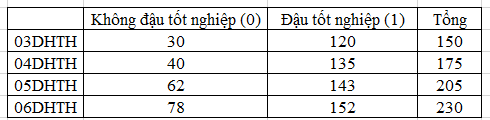 Không đậu tốt nghiệp (0) Đậu tốt nghiệp (1) Tổng
03DHTH 30 120 150
04DHTH 40 135 175
05DHTH 62 143 205
06DHTH 78 152 230